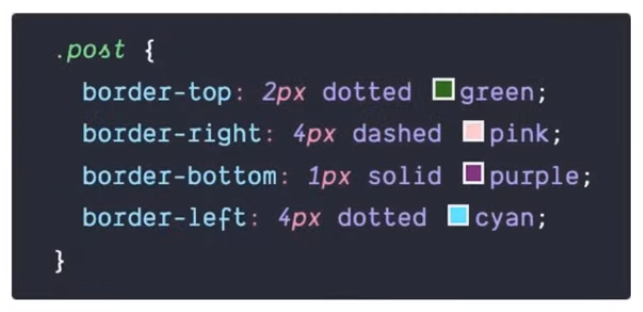 .post {
border-top: 2px dotted green;
border-right: 4px dashed pink;
border-bottom: 1px solid purple;
border-left: 4px dotted cyan;
}